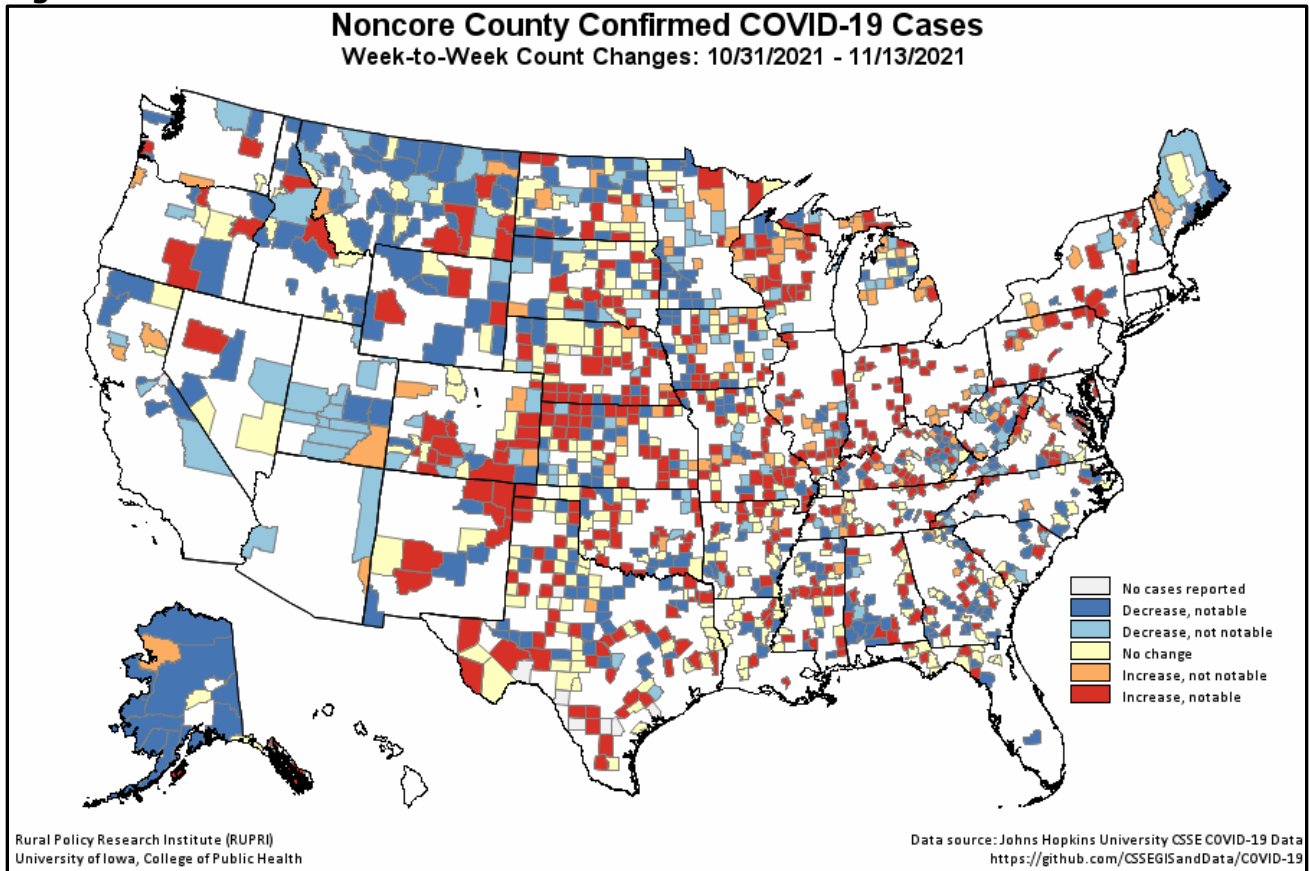 Noncore County Confirmed COVID-19 Cases
Week-to-Week Count Changes: 10/31/2021 - 11/13/2021
No cases reported
Decrease, notable
Decrease, not notable
No change
Increase, not notable
Increase, notable
Rural Policy Research Institute (RUPRI)
University of Iowa, College of Public Health
Data source: Johns Hopkins University CSSE COVID-19 Data
https://github.com/CSSEGISandData/COVID-19